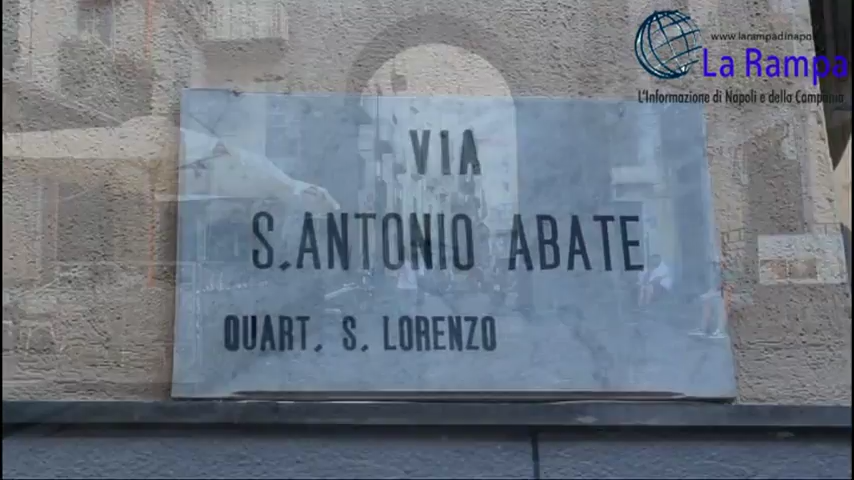 www.larampadinapoli
La Rampa
L'Informazione di Napoli e della Campania
VIA
S. ANTONIO ABATE
QUART. S. LORENZO